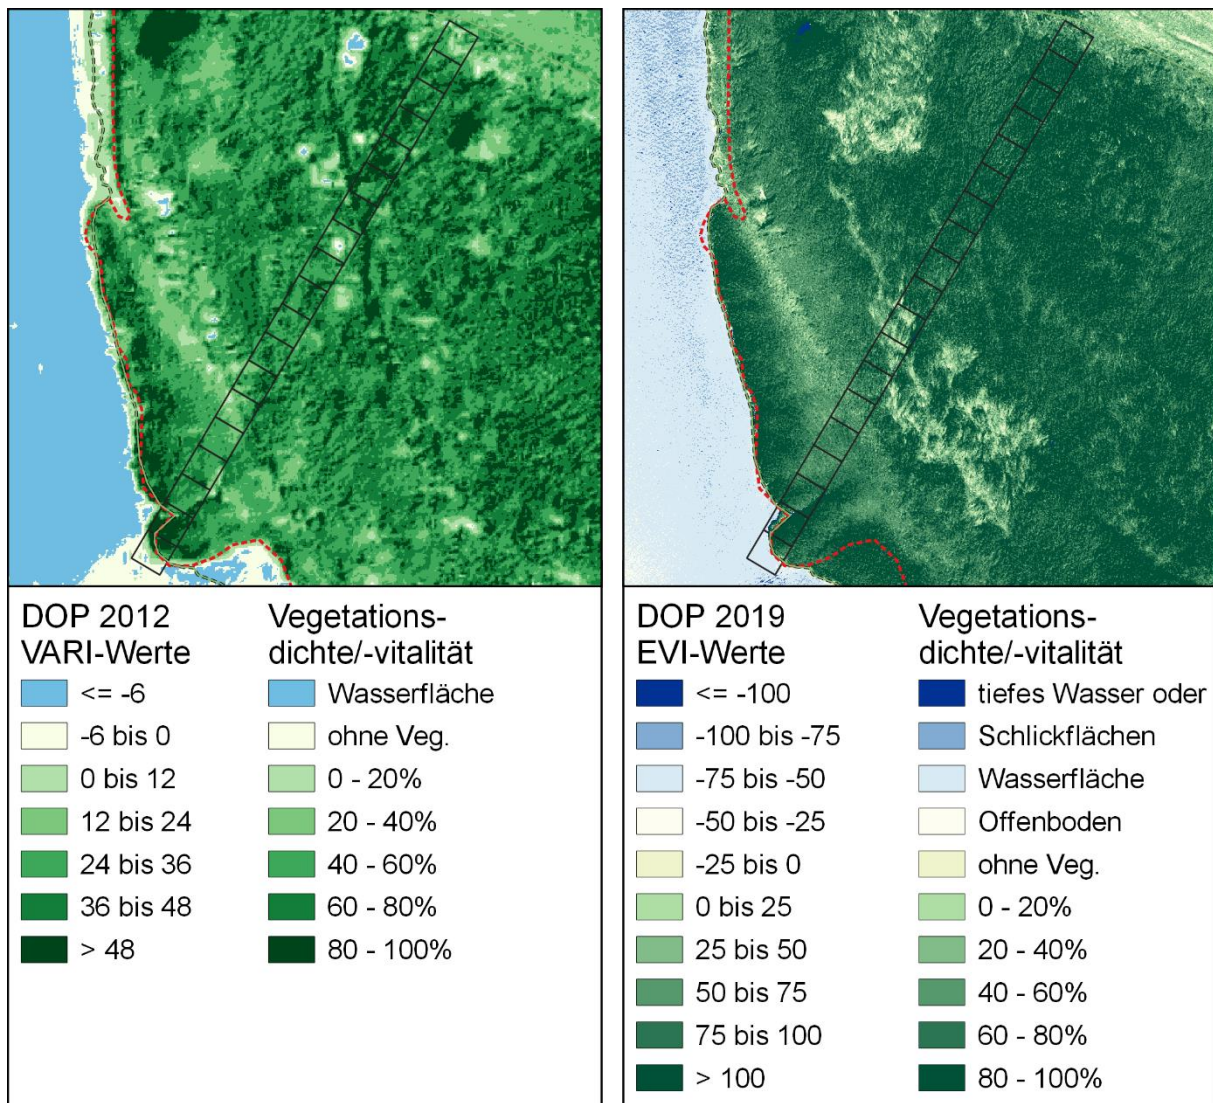 DOP 2012
VARI-Werte
Vegetations-
dichte/-vitalität
<= -6
Wasserfläche
-6 bis 0
ohne Veg.
0 bis 12
0 - 20%
12 bis 24
20 - 40%
24 bis 36
40 - 60%
36 bis 48
60 - 80%
> 48
80 - 100%
DOP 2019
EVI-Werte
Vegetations-
dichte/-vitalität
<= -100
tiefes Wasser oder
-100 bis -75
Schlickflächen
-75 bis -50
Wasserfläche
-50 bis -25
Offenboden
-25 bis 0
ohne Veg.
0 bis 25
0 - 20%
25 bis 50
20 - 40%
50 bis 75
40 - 60%
75 bis 100
60 - 80%
> 100
80 - 100%